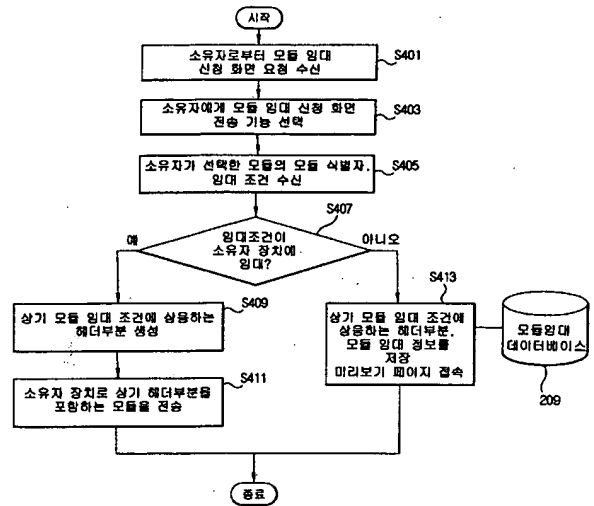 시작
소유자로부터 모듈 임대
신청 화면 요청 수신
S401
소유자에게 모듈 임대 신청 화면
전송 기능 선택
S403
소유자가 선택한 모듈의 모듈 식별자,
임대 조건 수신
S405
S407
임대조건이
소유자 장치에
임대?
예
아니오
S409
상기 모듈 임대 조건에 상응하는
헤더부분 생성
S411
소유자 장치로 상기 헤더부분을
포함하는 모듈을 전송
S413
상기 모듈 임대 조건에
상응하는 헤더부분,
모듈 임대 정보를
저장
미리보기 페이지 접속
모듈임대
데이터베이스
209
종료